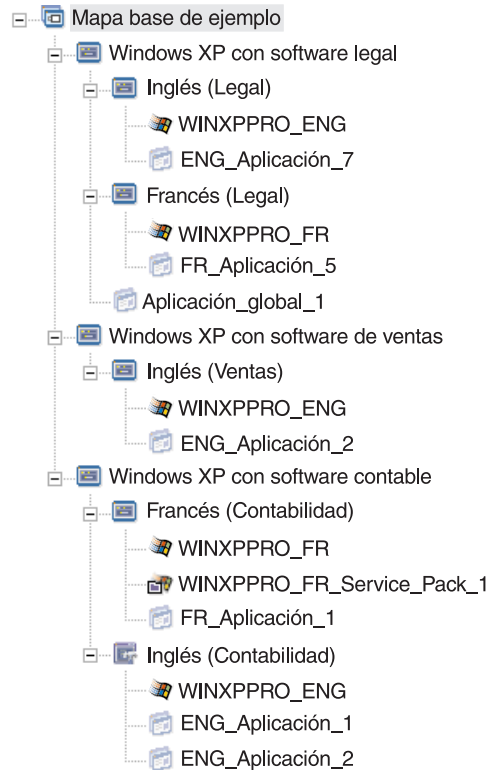 Mapa base de ejemplo
Windows XP con software legal
Inglés (Legal)
WINXPPRO_ENG
ENG_Aplicación_7
Francés (Legal)
WINXPPRO_FR
FR_Aplicación_5
Aplicación_global_1
Windows XP con software de ventas
Inglés (Ventas)
WINXPPRO_ENG
ENG_Aplicación_2
Windows XP con software contable
Francés (Contabilidad)
WINXPPRO_FR
WINXPPRO_FR_Service_Pack_1
FR_Aplicación_1
Inglés (Contabilidad)
WINXPPRO_ENG
ENG_Aplicación_1
ENG_Aplicación_2